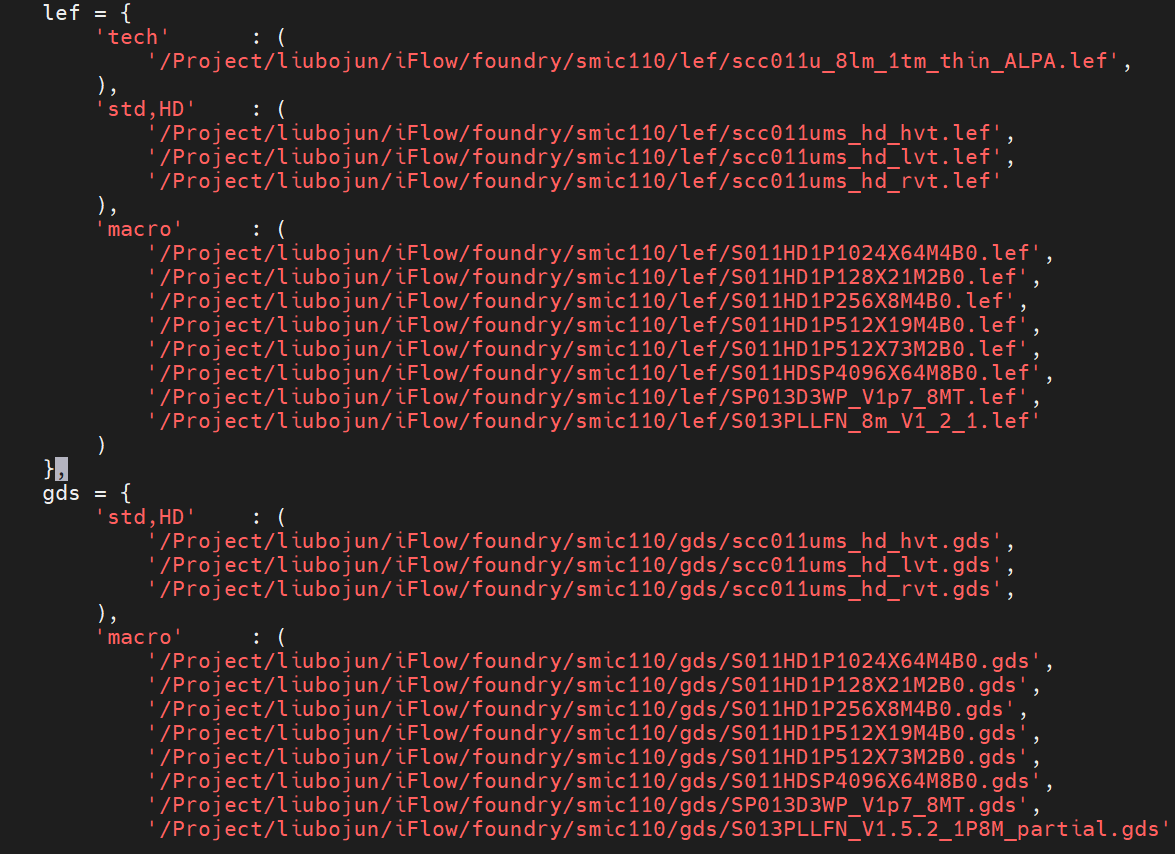 lef = {
    'tech'      : (
        '/Project/liubojun/iFlow/foundry/smic110/lef/scc011u_8lm_1tm_thin_ALPA.lef',
    ),
    'std,HD'    : (
        '/Project/liubojun/iFlow/foundry/smic110/lef/scc011ums_hd_hvt.lef',
        '/Project/liubojun/iFlow/foundry/smic110/lef/scc011ums_hd_lvt.lef',
        '/Project/liubojun/iFlow/foundry/smic110/lef/scc011ums_hd_rvt.lef'
    ),
    'macro'     : (
        '/Project/liubojun/iFlow/foundry/smic110/lef/S011HD1P1024X64M4B0.lef',
        '/Project/liubojun/iFlow/foundry/smic110/lef/S011HD1P128X21M2B0.lef',
        '/Project/liubojun/iFlow/foundry/smic110/lef/S011HD1P256X8M4B0.lef',
        '/Project/liubojun/iFlow/foundry/smic110/lef/S011HD1P512X19M4B0.lef',
        '/Project/liubojun/iFlow/foundry/smic110/lef/S011HD1P512X73M2B0.lef',
        '/Project/liubojun/iFlow/foundry/smic110/lef/S011HDSP4096X64M8B0.lef',
        '/Project/liubojun/iFlow/foundry/smic110/lef/SP013D3WP_V1p7_8MT.lef',
        '/Project/liubojun/iFlow/foundry/smic110/lef/S013PLLFN_8m_V1_2_1.lef'
    )
},
gds = {
    'std,HD'    : (
        '/Project/liubojun/iFlow/foundry/smic110/gds/scc011ums_hd_hvt.gds',
        '/Project/liubojun/iFlow/foundry/smic110/gds/scc011ums_hd_lvt.gds',
        '/Project/liubojun/iFlow/foundry/smic110/gds/scc011ums_hd_rvt.gds',
    ),
    'macro'     : (
        '/Project/liubojun/iFlow/foundry/smic110/gds/S011HD1P1024X64M4B0.gds',
        '/Project/liubojun/iFlow/foundry/smic110/gds/S011HD1P128X21M2B0.gds',
        '/Project/liubojun/iFlow/foundry/smic110/gds/S011HD1P256X8M4B0.gds',
        '/Project/liubojun/iFlow/foundry/smic110/gds/S011HD1P512X19M4B0.gds',
        '/Project/liubojun/iFlow/foundry/smic110/gds/S011HD1P512X73M2B0.gds',
        '/Project/liubojun/iFlow/foundry/smic110/gds/S011HDSP4096X64M8B0.gds',
        '/Project/liubojun/iFlow/foundry/smic110/gds/SP013D3WP_V1p7_8MT.gds',
        '/Project/liubojun/iFlow/foundry/smic110/gds/S013PLLFN_V1.5.2_1P8M_partial.gds'